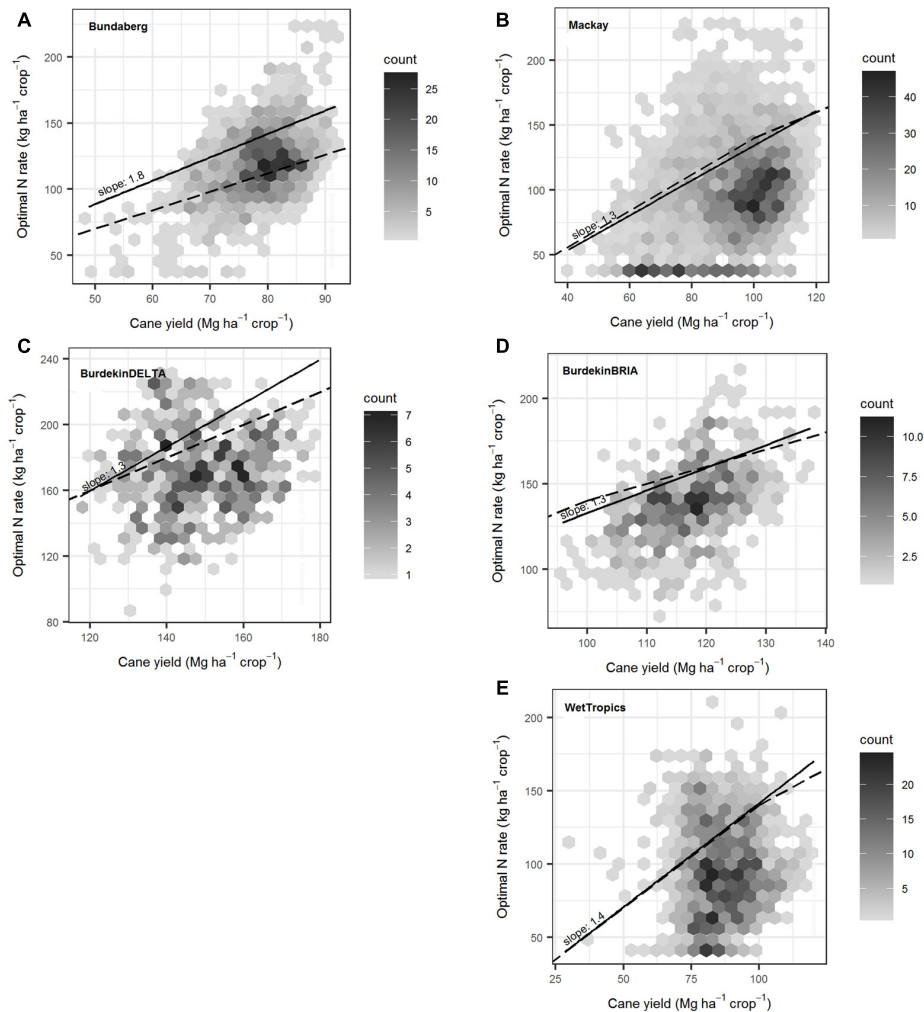 A
Bundaberg
Optimal N rate (kg ha⁻¹ crop⁻¹)
200
150
100
50
slope: 1.8
50 60 70 80 90
Cane yield (Mg ha⁻¹ crop⁻¹)
count
25
20
15
10
5
B
Mackay
Optimal N rate (kg ha⁻¹ crop⁻¹)
200
150
100
50
slope: 1.3
40 60 80 100 120
Cane yield (Mg ha⁻¹ crop⁻¹)
count
40
30
20
10
C
BurdekinDELTA
Optimal N rate (kg ha⁻¹ crop⁻¹)
240
200
160
120
80
slope: 1.3
120 140 160 180
Cane yield (Mg ha⁻¹ crop⁻¹)
count
7
6
5
4
3
2
1
D
BurdekinBRIA
Optimal N rate (kg ha⁻¹ crop⁻¹)
200
150
100
slope: 1.3
100 110 120 130 140
Cane yield (Mg ha⁻¹ crop⁻¹)
count
10.0
7.5
5.0
2.5
E
WetTropics
Optimal N rate (kg ha⁻¹ crop⁻¹)
200
150
100
50
slope: 1.4
25 50 75 100
Cane yield (Mg ha⁻¹ crop⁻¹)
count
20
15
10
5